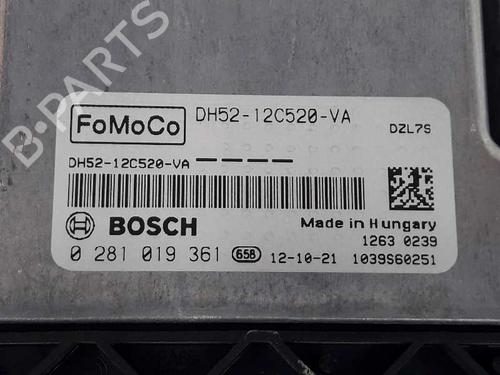 FoMoCo DH52-12C520-VA DZL7S
DH52-12C520-VA ————
BOSCH Made in Hungary
1263 0239
0 281 019 361 658 12-10-21 1039S60251
B-Parts